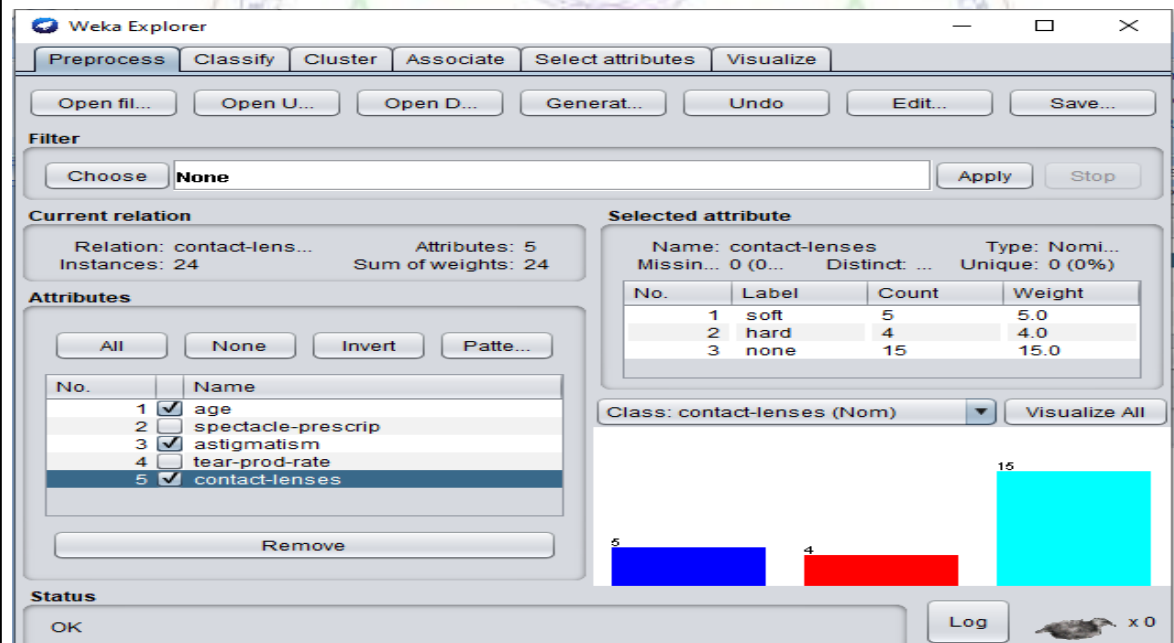 Weka Explorer
Preprocess Classify Cluster Associate Select attributes Visualize
Open fil... Open U... Open D... Generat... Undo Edit... Save...
Filter
Choose None Apply Stop
Current relation
Relation: contact-lens... Attributes: 5
Instances: 24 Sum of weights: 24
Selected attribute
Name: contact-lenses Type: Nomi...
Missin... 0 (0... Distinct: ... Unique: 0 (0%)
No. Label Count Weight
1 soft 5 5.0
2 hard 4 4.0
3 none 15 15.0
Attributes
All None Invert Patte...
No. Name
1 age
2 spectacle-prescrip
3 astigmatism
4 tear-prod-rate
5 contact-lenses
Remove
Class: contact-lenses (Nom) Visualize All
5 4 15
Status
OK
Log x 0